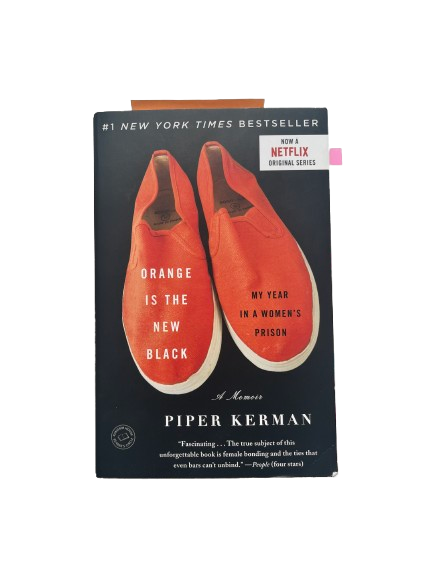 #1 NEW YORK TIMES BESTSELLER
NOW A
NETFLIX
ORIGINAL SERIES
ORANGE
IS THE
NEW
BLACK
MY YEAR
IN A WOMEN'S
PRISON
A Memoir
PIPER KERMAN
"Fascinating . . . The true subject of this
unforgettable book is female bonding and the ties that
even bars can't unbind." —People (four stars)